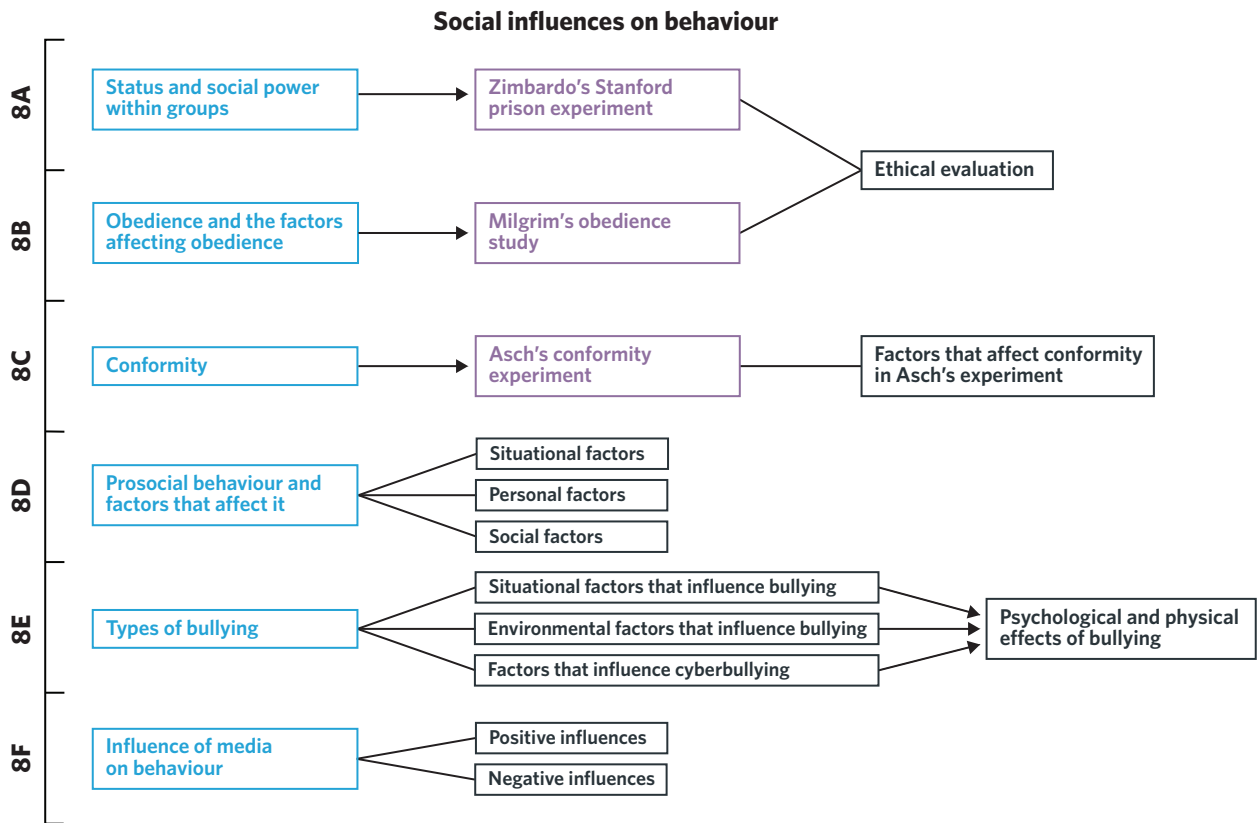 Social influences on behaviour
8A
Status and social power
within groups
Zimbardo's Stanford
prison experiment
Ethical evaluation
8B
Obedience and the factors
affecting obedience
Milgrim's obedience
study
8C
Conformity
Asch's conformity
experiment
Factors that affect conformity
in Asch's experiment
8D
Prosocial behaviour and
factors that affect it
Situational factors
Personal factors
Social factors
8E
Types of bullying
Situational factors that influence bullying
Environmental factors that influence bullying
Factors that influence cyberbullying
Psychological and physical
effects of bullying
8F
Influence of media
on behaviour
Positive influences
Negative influences